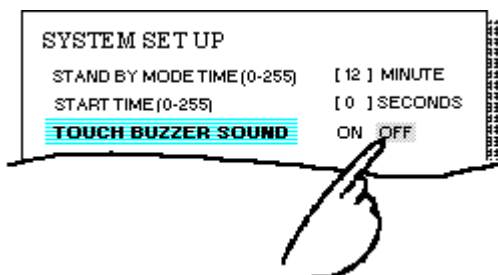 SYSTEM SET UP
STAND BY MODE TIME (0-255) [ 12 ] MINUTE
START TIME (0-255) [ 0 ] SECONDS
TOUCH BUZZER SOUND ON OFF